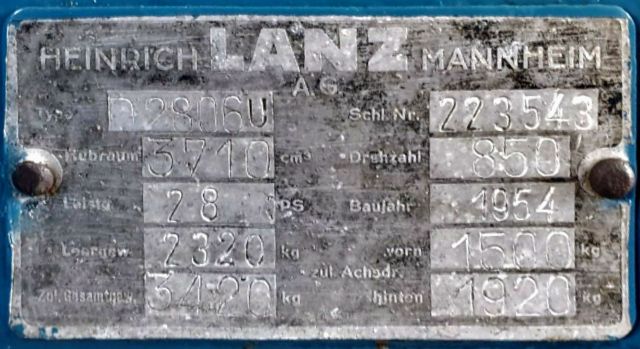 HEINRICH LANZ MANNHEIM
A.G.
Type D2806U Schl. Nr. 223543
Hubraum 3710 cm³ Drehzahl 850
Leistg 28 PS Baujahr 1954
Leergew. 2320 kg vorn 1500 kg
zul. Achsdr.
Zul. Gesamtgew. 3420 kg hinten 1920 kg